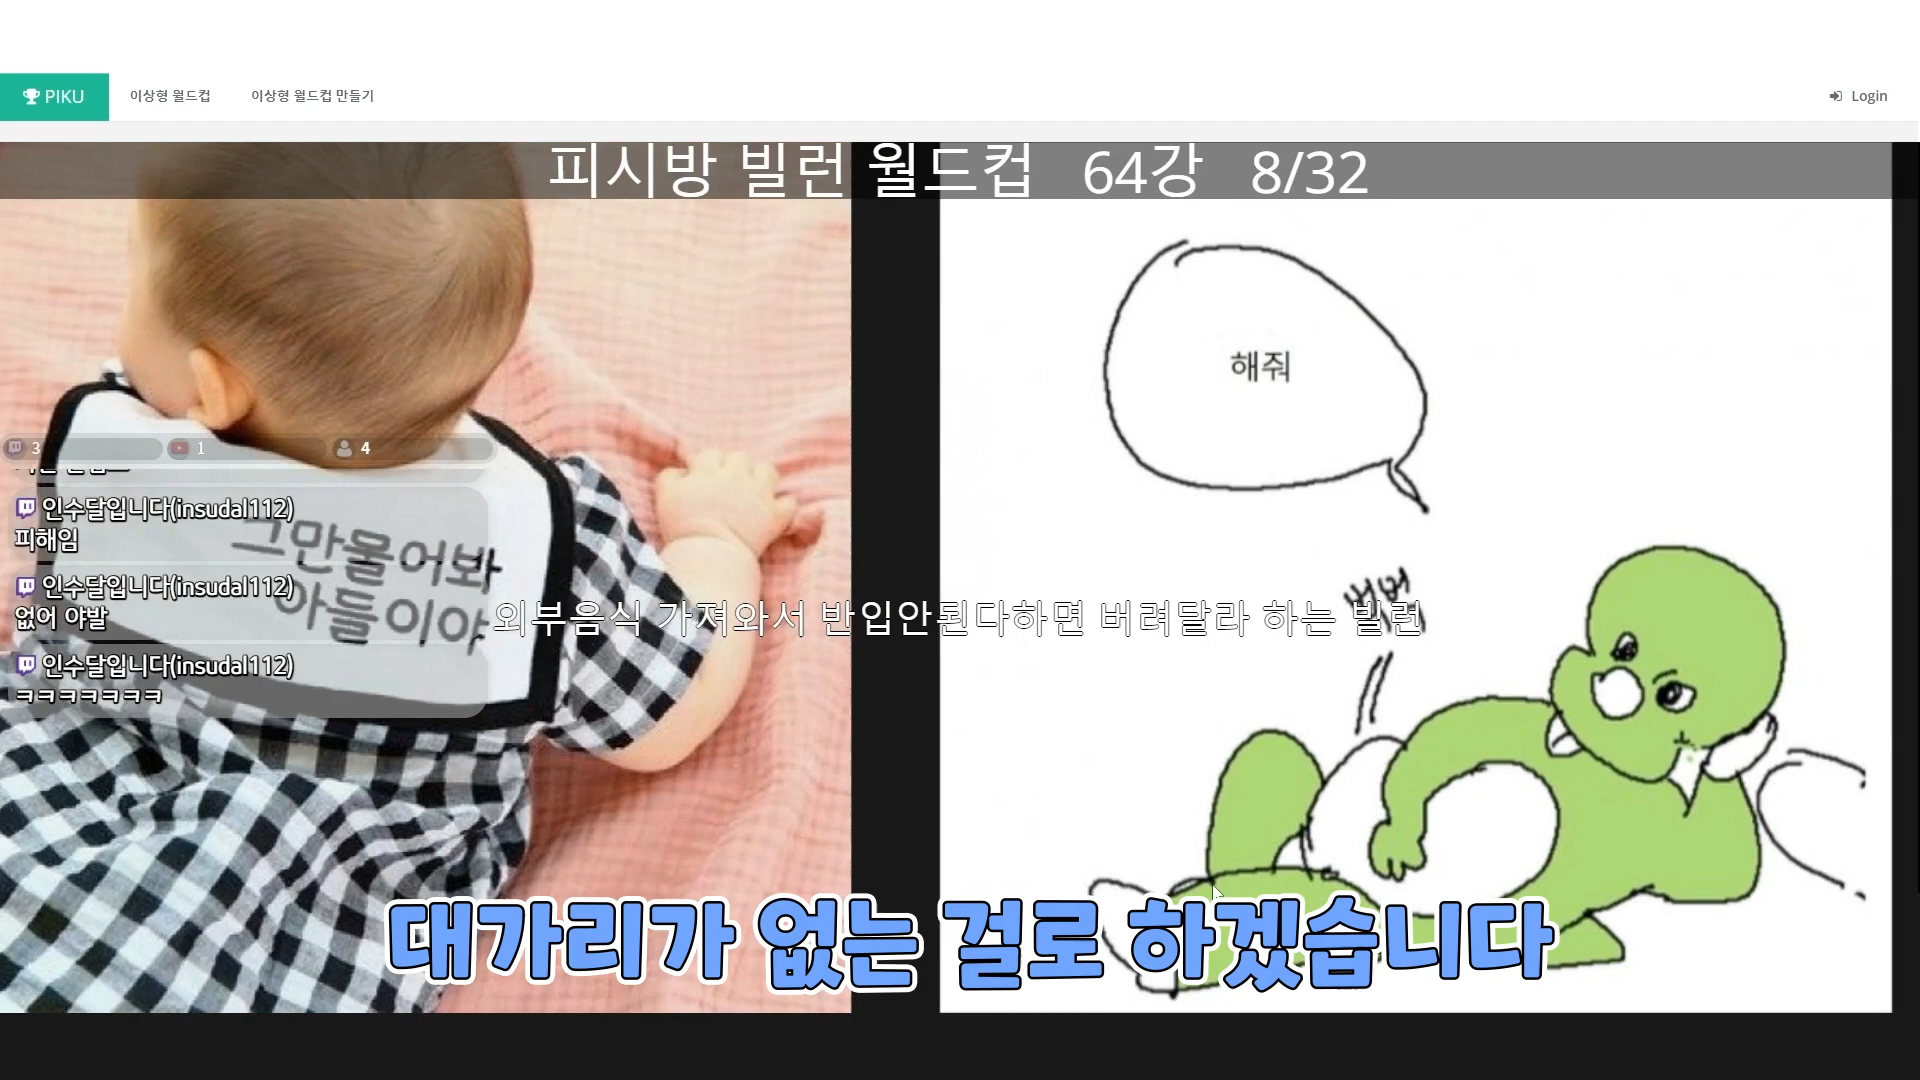 PIKU
이상형 월드컵
이상형 월드컵 만들기
Login
피시방 빌런 월드컵 64강 8/32
해줘
3
1
4
인수달입니다(insudal112)
피해임
그만물어봐
아들이야
인수달입니다(insudal112)
없어 야발
벅벅
외부음식 가져와서 반입안된다하면 버려달라 하는 빌런
인수달입니다(insudal112)
ㅋㅋㅋㅋㅋㅋㅋ
대가리가 없는 걸로 하겠습니다